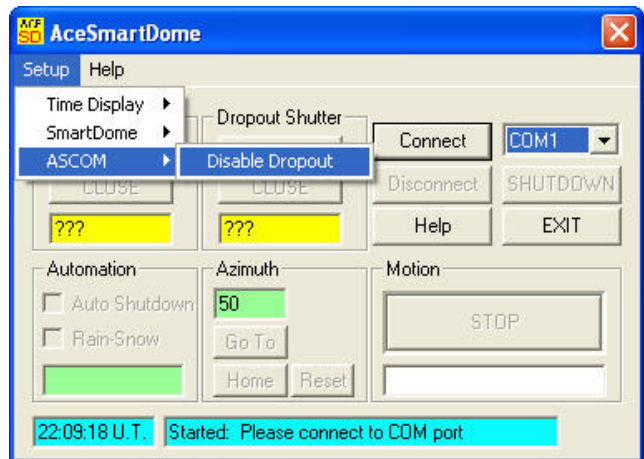 ACE SD AceSmartDome
Setup Help
Time Display
SmartDome
ASCOM Disable Dropout
Dropout Shutter
CLOSE CLOSE
??? ???
Connect COM1
Disconnect SHUTDOWN
Help EXIT
Automation Azimuth Motion
Auto Shutdown 50 STOP
Rain-Snow Go To
Home Reset
22:09:18 U.T. Started: Please connect to COM port